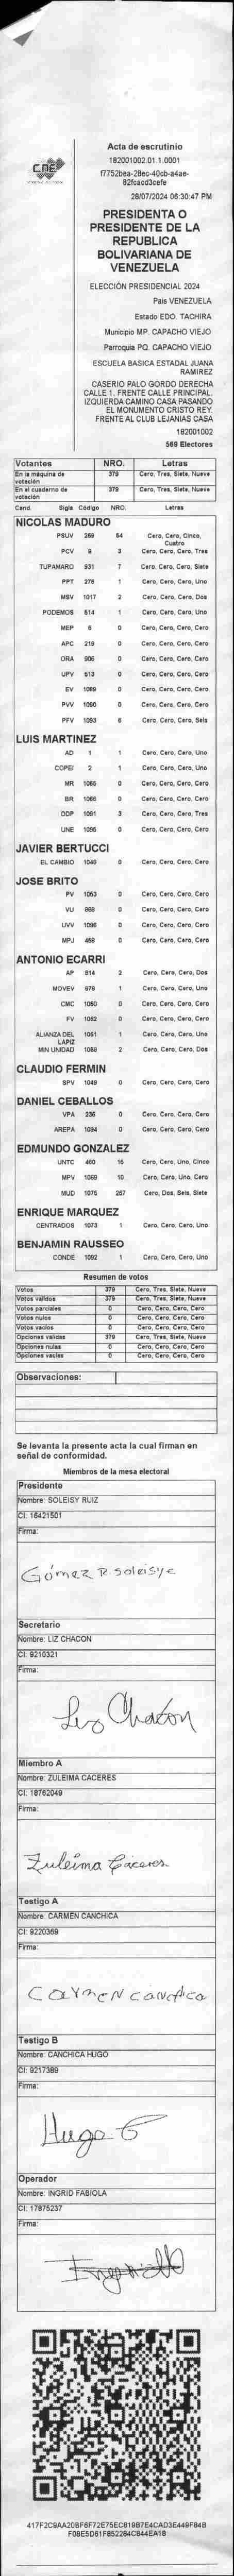 CNE
Acta de escrutinio
182001002.01.1.0001
f7752bea-28ec-40cb-a4ae-
82fcacd3cefe
28/07/2024 06:30:47 PM
PRESIDENTA O
PRESIDENTE DE LA
REPUBLICA
BOLIVARIANA DE
VENEZUELA
ELECCIÓN PRESIDENCIAL 2024
Pais VENEZUELA
Estado EDO. TACHIRA
Municipio MP. CAPACHO VIEJO
Parroquia PQ. CAPACHO VIEJO
ESCUELA BASICA ESTADAL JUANA
RAMIREZ
CASERIO PALO GORDO DERECHA
CALLE 1. FRENTE CALLE PRINCIPAL.
IZQUIERDA CAMINO CASA PASANDO
EL MONUMENTO CRISTO REY.
FRENTE AL CLUB LEJANIAS CASA
182001002
569 Electores
Votantes NRO. Letras
En la máquina de votación 379 Cero, Tres, Siete, Nueve
En el cuaderno de votación 379 Cero, Tres, Siete, Nueve
Cand. Sigla Código NRO. Letras
NICOLAS MADURO
PSUV 269 54 Cero, Cero, Cinco, Cuatro
PCV 9 3 Cero, Cero, Cero, Tres
TUPAMARO 931 7 Cero, Cero, Cero, Siete
PPT 276 1 Cero, Cero, Cero, Uno
MSV 1017 2 Cero, Cero, Cero, Dos
PODEMOS 514 1 Cero, Cero, Cero, Uno
MEP 6 0 Cero, Cero, Cero, Cero
APC 219 0 Cero, Cero, Cero, Cero
ORA 906 0 Cero, Cero, Cero, Cero
UPV 513 0 Cero, Cero, Cero, Cero
EV 1089 0 Cero, Cero, Cero, Cero
PVV 1090 0 Cero, Cero, Cero, Cero
PFV 1093 6 Cero, Cero, Cero, Seis
LUIS MARTINEZ
AD 1 1 Cero, Cero, Cero, Uno
COPEI 2 1 Cero, Cero, Cero, Uno
MR 1065 0 Cero, Cero, Cero, Cero
BR 1066 0 Cero, Cero, Cero, Cero
DDP 1091 3 Cero, Cero, Cero, Tres
UNE 1095 0 Cero, Cero, Cero, Cero
JAVIER BERTUCCI
EL CAMBIO 1048 0 Cero, Cero, Cero, Cero
JOSE BRITO
PV 1053 0 Cero, Cero, Cero, Cero
VU 868 0 Cero, Cero, Cero, Cero
UVV 1096 0 Cero, Cero, Cero, Cero
MPJ 458 0 Cero, Cero, Cero, Cero
ANTONIO ECARRI
AP 814 2 Cero, Cero, Cero, Dos
MOVEV 979 1 Cero, Cero, Cero, Uno
CMC 1050 0 Cero, Cero, Cero, Cero
FV 1062 0 Cero, Cero, Cero, Cero
ALIANZA DEL LAPIZ 1061 1 Cero, Cero, Cero, Uno
MIN UNIDAD 1068 2 Cero, Cero, Cero, Dos
CLAUDIO FERMIN
SPV 1049 0 Cero, Cero, Cero, Cero
DANIEL CEBALLOS
VPA 236 0 Cero, Cero, Cero, Cero
AREPA 1094 0 Cero, Cero, Cero, Cero
EDMUNDO GONZALEZ
UNTC 460 15 Cero, Cero, Uno, Cinco
MPV 1069 10 Cero, Cero, Uno, Cero
MUD 1075 267 Cero, Dos, Seis, Siete
ENRIQUE MARQUEZ
CENTRADOS 1073 1 Cero, Cero, Cero, Uno
BENJAMIN RAUSSEO
CONDE 1092 1 Cero, Cero, Cero, Uno
Resumen de votos
Votos 379 Cero, Tres, Siete, Nueve
Votos validos 379 Cero, Tres, Siete, Nueve
Votos parciales 0 Cero, Cero, Cero, Cero
Votos nulos 0 Cero, Cero, Cero, Cero
Votos vacios 0 Cero, Cero, Cero, Cero
Opciones validas 379 Cero, Tres, Siete, Nueve
Opciones nulas 0 Cero, Cero, Cero, Cero
Opciones vacias 0 Cero, Cero, Cero, Cero
Observaciones:
Se levanta la presente acta la cual firman en
señal de conformidad.
Miembros de la mesa electoral
Presidente
Nombre: SOLEISY RUIZ
CI: 16421501
Firma:
Gómez R. Soleisy c
Secretario
Nombre: LIZ CHACON
CI: 9210321
Firma:
Liz Chacón
Miembro A
Nombre: ZULEIMA CACERES
CI: 18762049
Firma:
Zuleima Caceres
Testigo A
Nombre: CARMEN CANCHICA
CI: 9220369
Firma:
Carmen canchica
Testigo B
Nombre: CANCHICA HUGO
CI: 9217389
Firma:
Hugo C
Operador
Nombre: INGRID FABIOLA
CI: 17875237
Firma:
417F2C9AA20BF6F72E75EC819B7E4CAD3E449F84B
F08E5D61F852284C844EA18